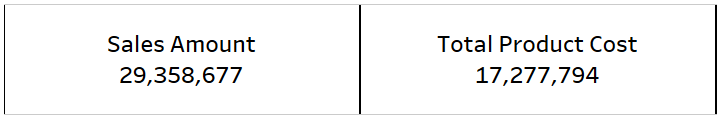 Sales Amount
29,358,677
Total Product Cost
17,277,794